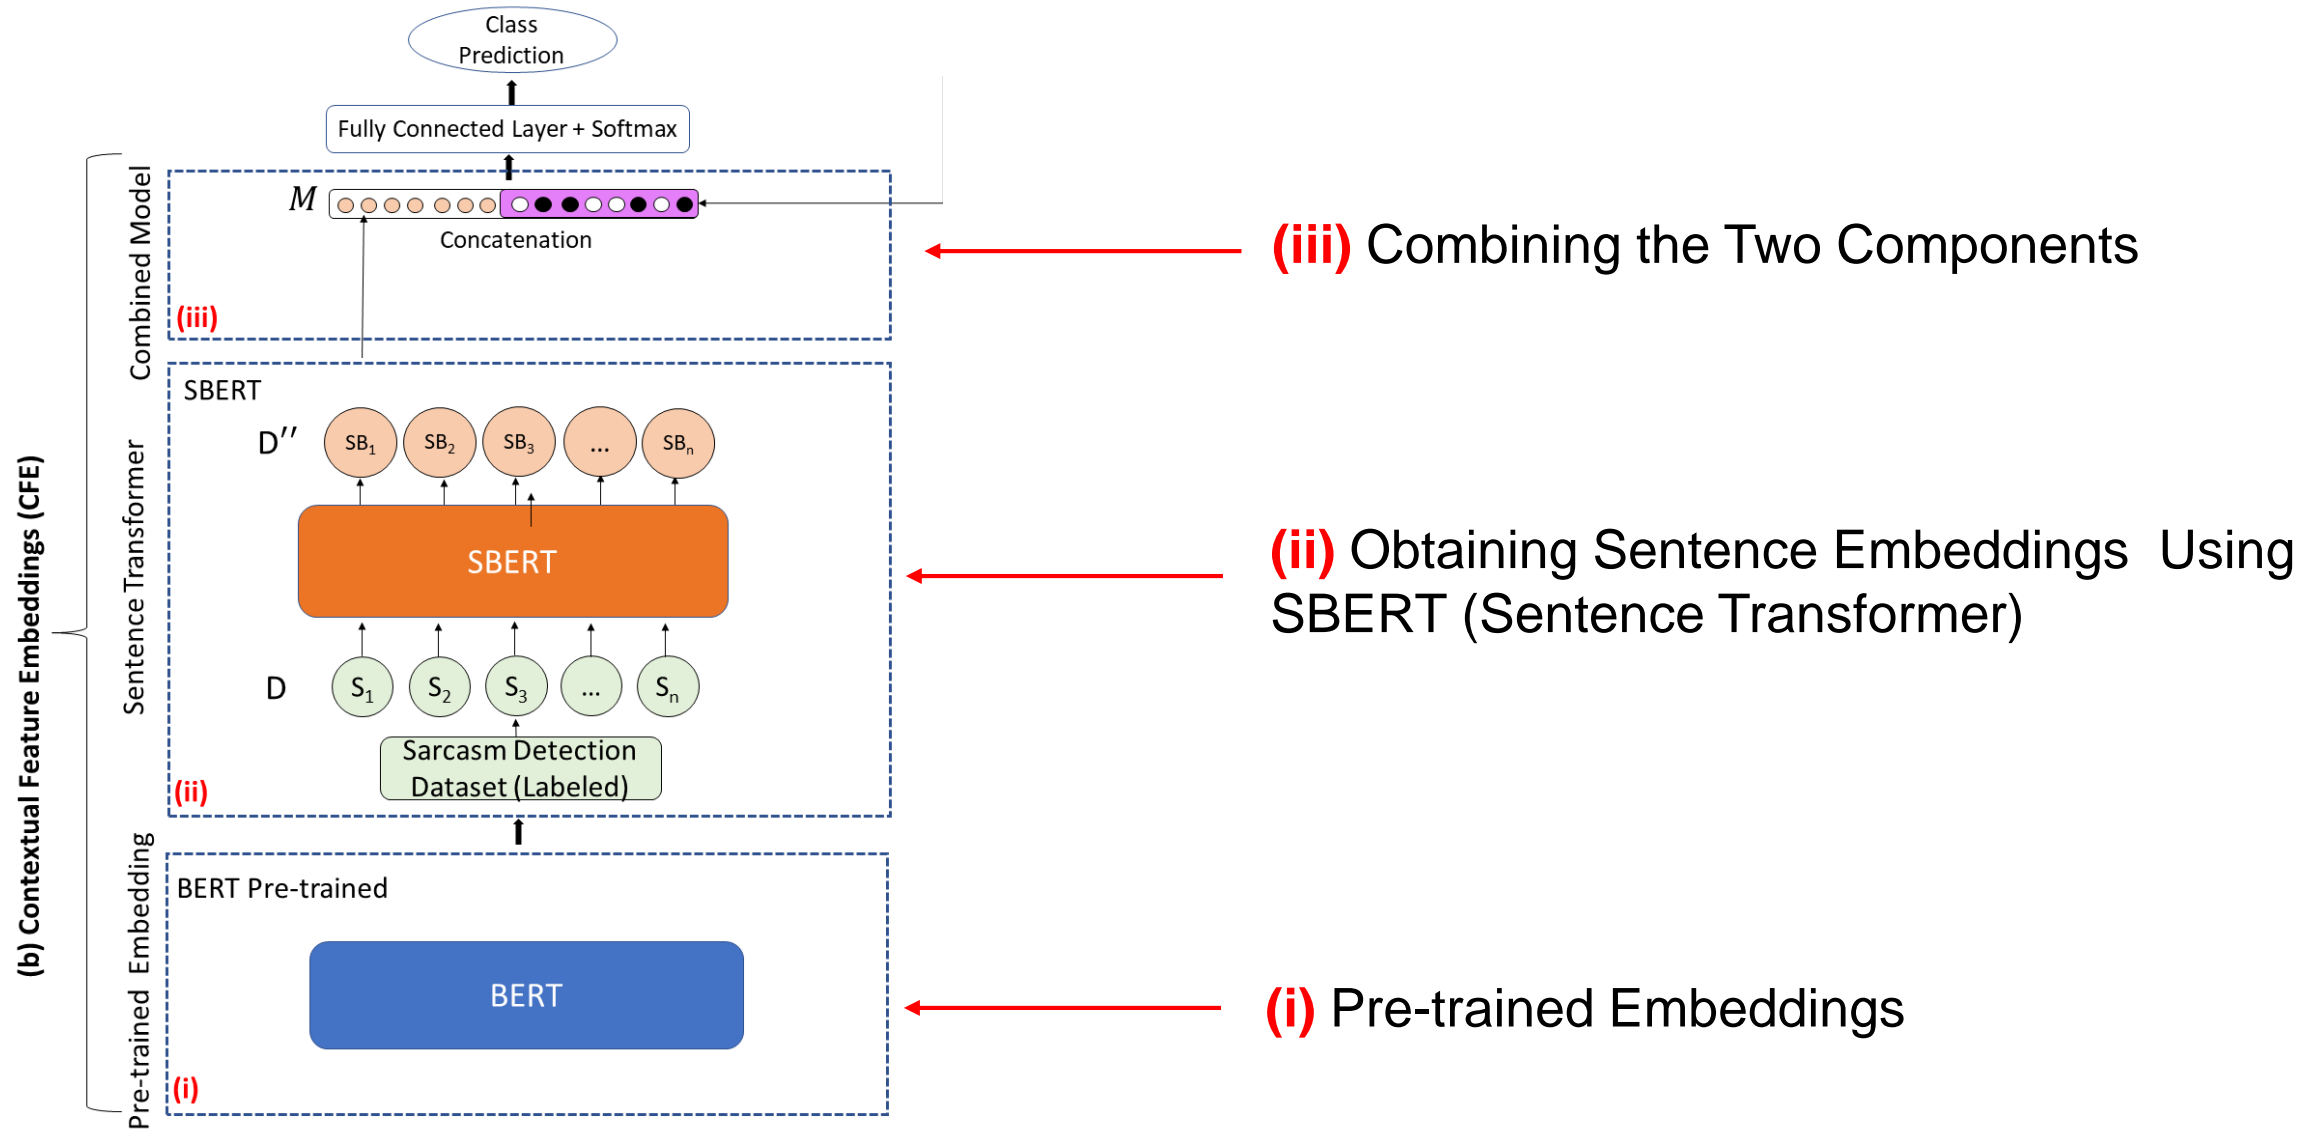 Class
Prediction
Fully Connected Layer + Softmax
M
Concatenation
(iii)
Combined Model
(iii) Combining the Two Components
SBERT
D′′
SB1
SB2
SB3
...
SBn
SBERT
D
S1
S2
S3
...
Sn
Sarcasm Detection
Dataset (Labeled)
(ii)
Sentence Transformer
(ii) Obtaining Sentence Embeddings Using
SBERT (Sentence Transformer)
(b) Contextual Feature Embeddings (CFE)
BERT Pre-trained
BERT
(i)
Pre-trained Embedding
(i) Pre-trained Embeddings